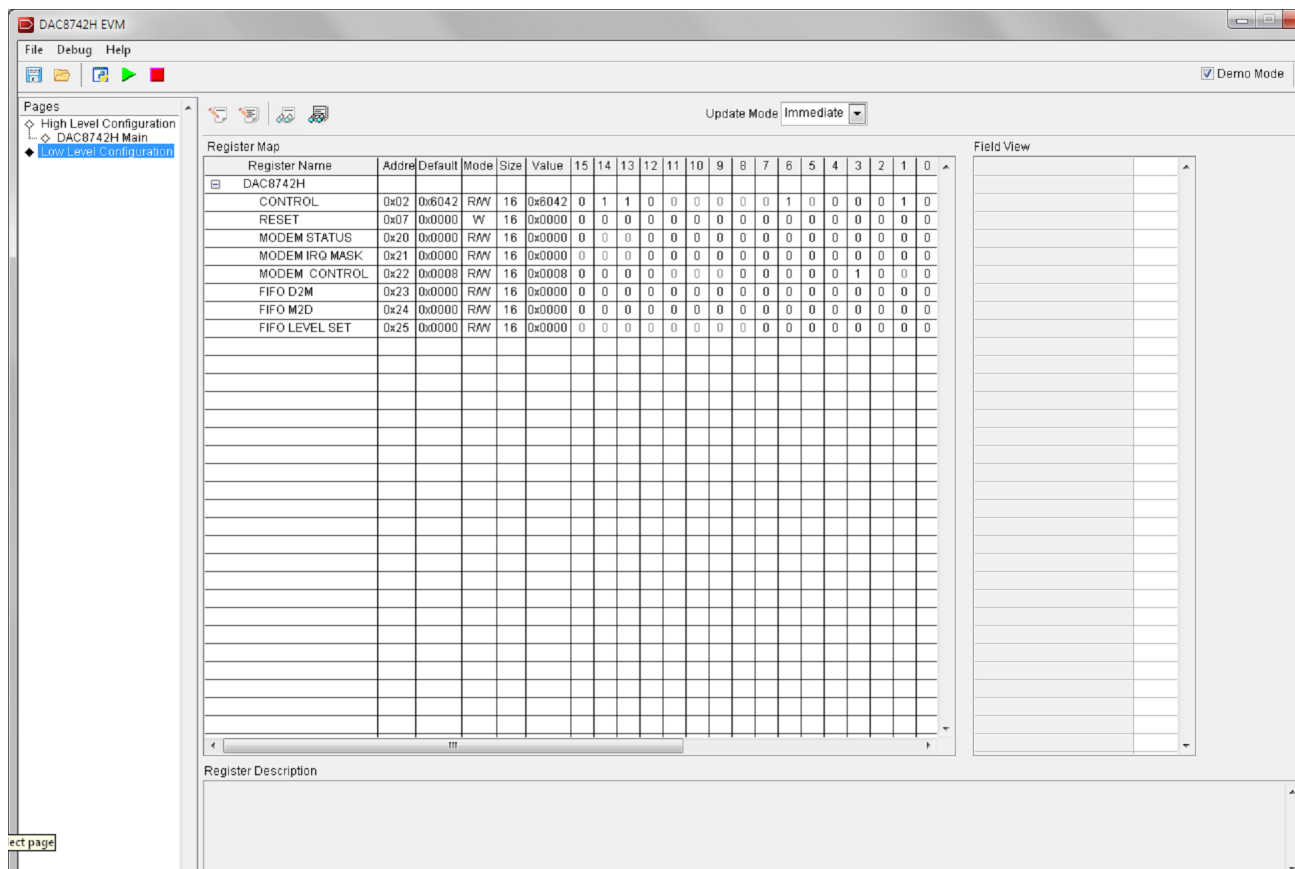 DAC8742H EVM
File Debug Help
Demo Mode
Pages
High Level Configuration
DAC8742H Main
Low Level Configuration
Update Mode Immediate
Register Map
Field View
Register Name Addre Default Mode Size Value 15 14 13 12 11 10 9 8 7 6 5 4 3 2 1 0
DAC8742H
CONTROL 0x02 0x6042 R/W 16 0x6042 0 1 1 0 0 0 0 0 0 1 0 0 0 0 1 0
RESET 0x07 0x0000 W 16 0x0000 0 0 0 0 0 0 0 0 0 0 0 0 0 0 0 0
MODEM STATUS 0x20 0x0000 R/W 16 0x0000 0 0 0 0 0 0 0 0 0 0 0 0 0 0 0 0
MODEM IRQ MASK 0x21 0x0000 R/W 16 0x0000 0 0 0 0 0 0 0 0 0 0 0 0 0 0 0 0
MODEM CONTROL 0x22 0x0008 R/W 16 0x0008 0 0 0 0 0 0 0 0 0 0 0 0 1 0 0 0
FIFO D2M 0x23 0x0000 R/W 16 0x0000 0 0 0 0 0 0 0 0 0 0 0 0 0 0 0 0
FIFO M2D 0x24 0x0000 R/W 16 0x0000 0 0 0 0 0 0 0 0 0 0 0 0 0 0 0 0
FIFO LEVEL SET 0x25 0x0000 R/W 16 0x0000 0 0 0 0 0 0 0 0 0 0 0 0 0 0 0 0
Register Description
ect page